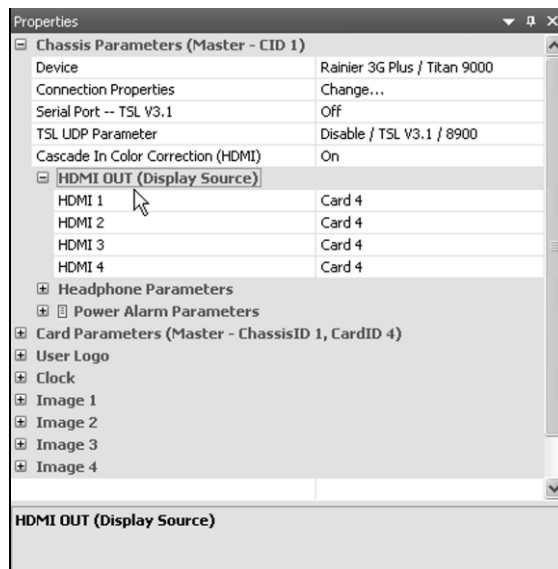 Properties
Chassis Parameters (Master - CID 1)
Device Rainier 3G Plus / Titan 9000
Connection Properties Change...
Serial Port -- TSL V3.1 Off
TSL UDP Parameter Disable / TSL V3.1 / 8900
Cascade In Color Correction (HDMI) On
HDMI OUT (Display Source)
HDMI 1 Card 4
HDMI 2 Card 4
HDMI 3 Card 4
HDMI 4 Card 4
Headphone Parameters
Power Alarm Parameters
Card Parameters (Master - ChassisID 1, CardID 4)
User Logo
Clock
Image 1
Image 2
Image 3
Image 4
HDMI OUT (Display Source)